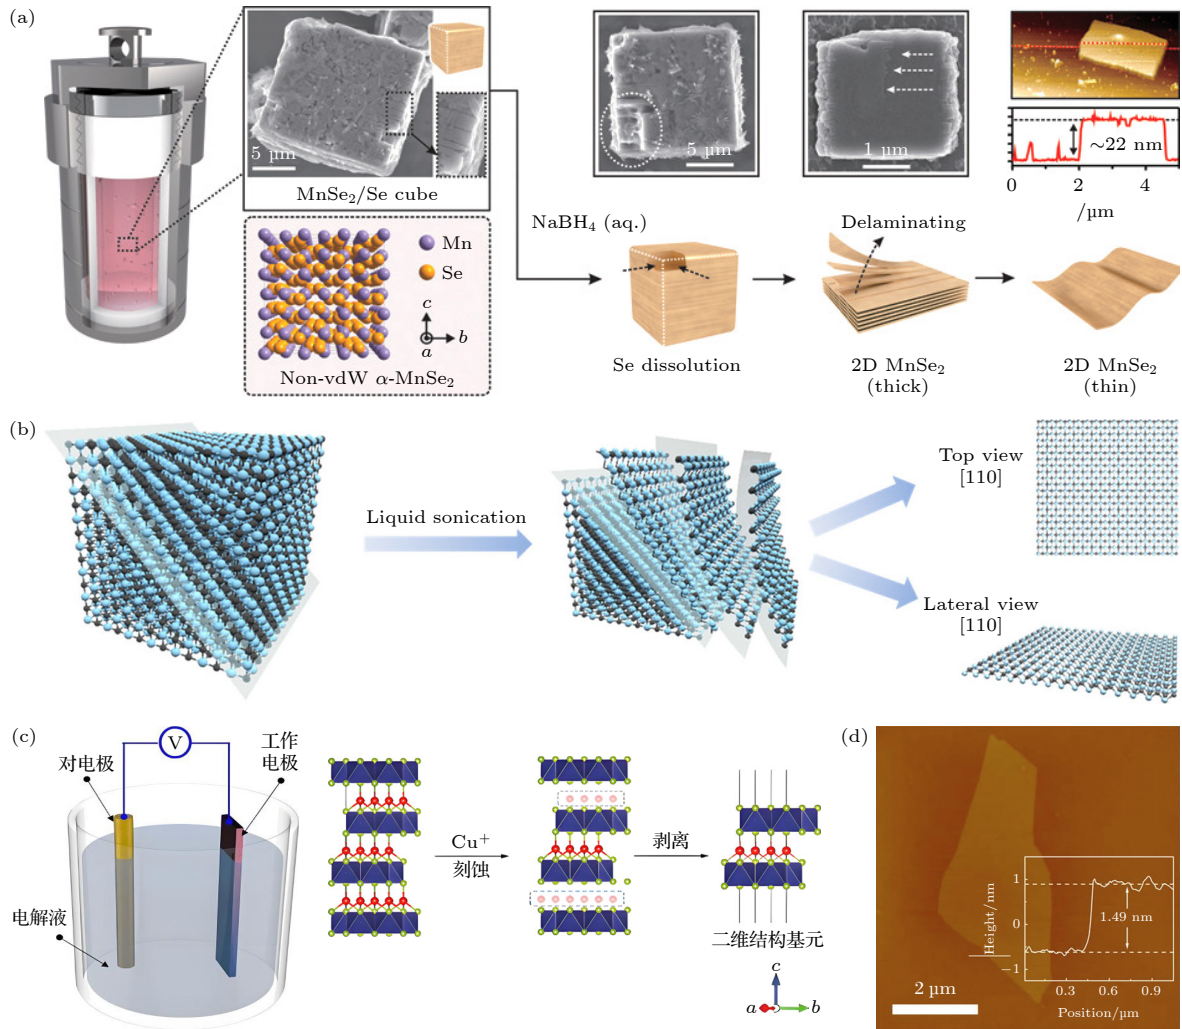 (a)
5 µm
MnSe₂/Se cube
5 µm
1 µm
~22 nm
0
2
4
/µm
Mn
Se
c
b
a
Non-vdW α-MnSe₂
NaBH₄ (aq.)
Se dissolution
Delaminating
2D MnSe₂
(thick)
2D MnSe₂
(thin)
(b)
Liquid sonication
Top view
[110]
Lateral view
[110]
(c)
V
对电极
工作
电极
电解液
Cu⁺
刻蚀
剥离
二维结构基元
c
a
b
(d)
2 µm
Height/nm
1
0
−1
1.49 nm
0.3
0.6
0.9
Position/µm